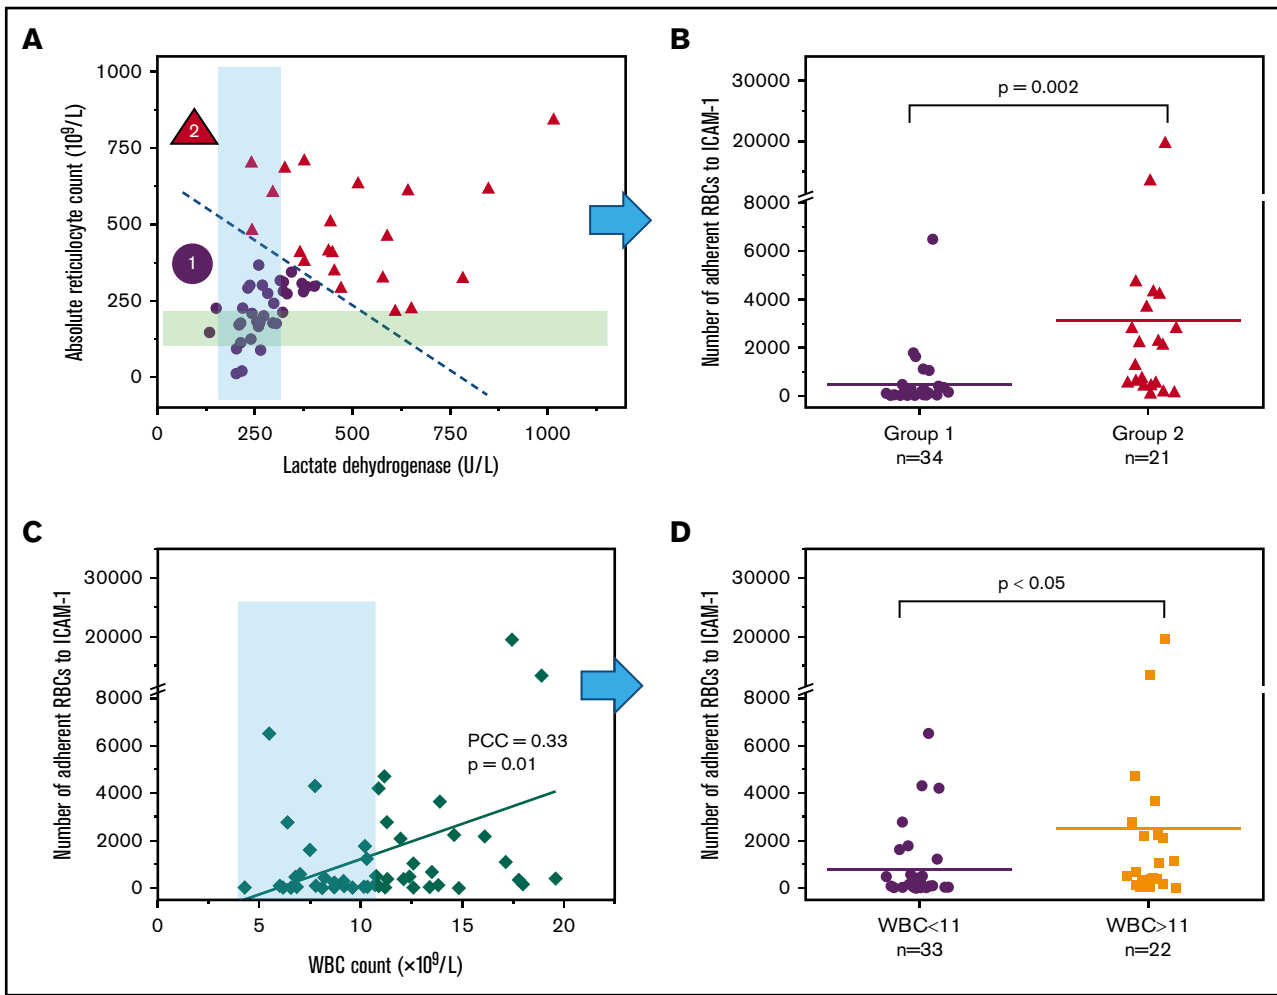 A
Absolute reticulocyte count (10⁹/L)
1000
750
500
250
0
2
1
0
250
500
750
1000
Lactate dehydrogenase (U/L)
B
Number of adherent RBCs to ICAM-1
30000
20000
8000
6000
4000
2000
0
p = 0.002
Group 1
n=34
Group 2
n=21
C
Number of adherent RBCs to ICAM-1
30000
20000
8000
6000
4000
2000
0
PCC = 0.33
p = 0.01
0
5
10
15
20
WBC count (×10⁹/L)
D
Number of adherent RBCs to ICAM-1
30000
20000
8000
6000
4000
2000
0
p < 0.05
WBC<11
n=33
WBC>11
n=22